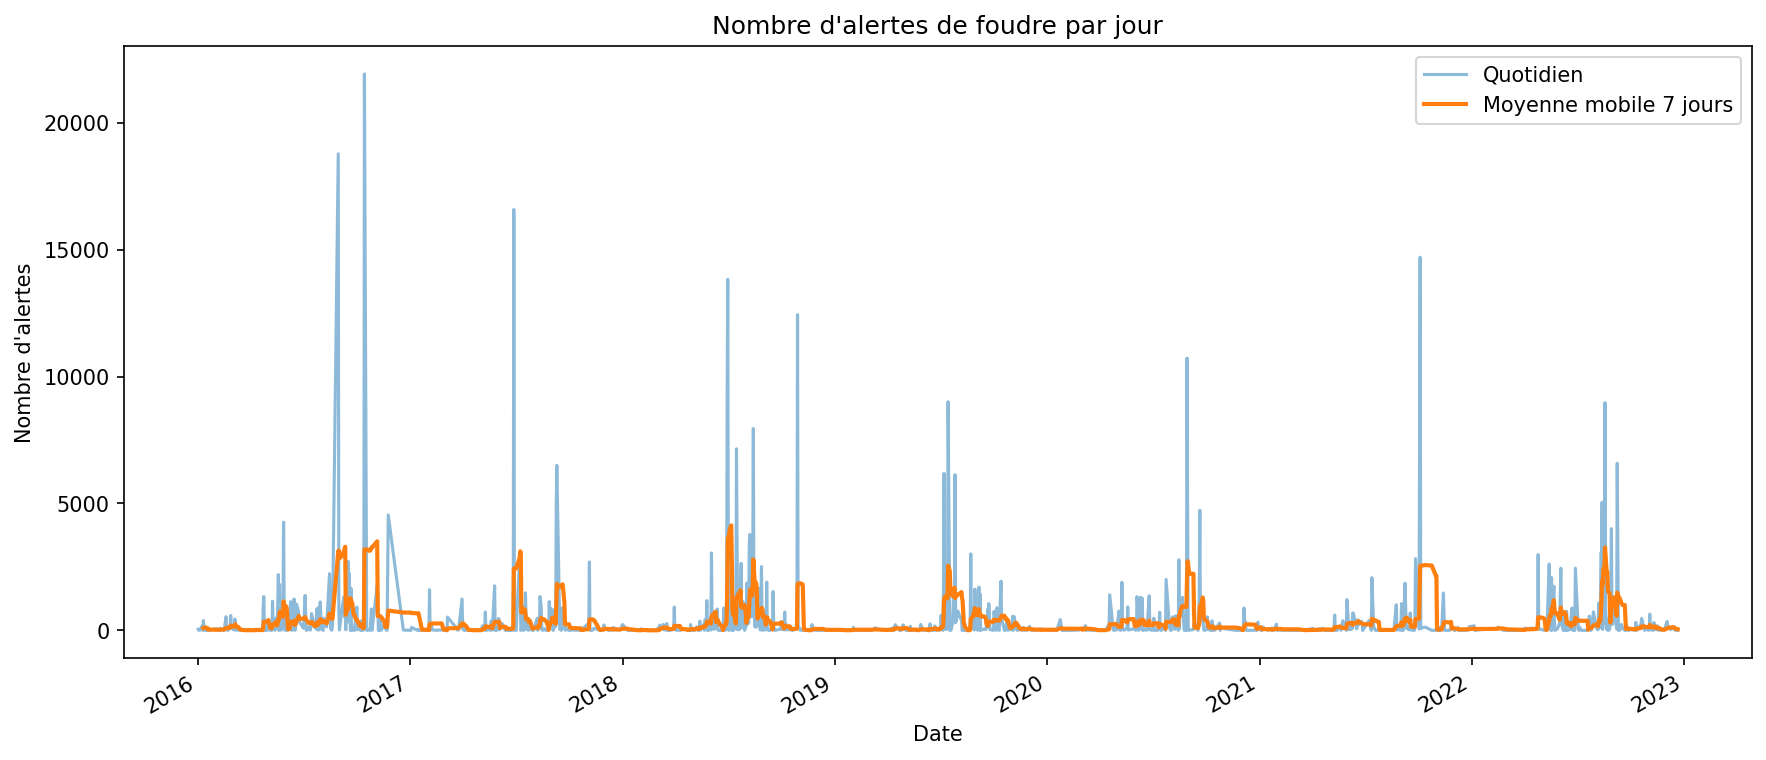 Nombre d'alertes de foudre par jour
Quotidien
Moyenne mobile 7 jours
Nombre d'alertes
20000
15000
10000
5000
0
2016
2017
2018
2019
2020
2021
2022
2023
Date